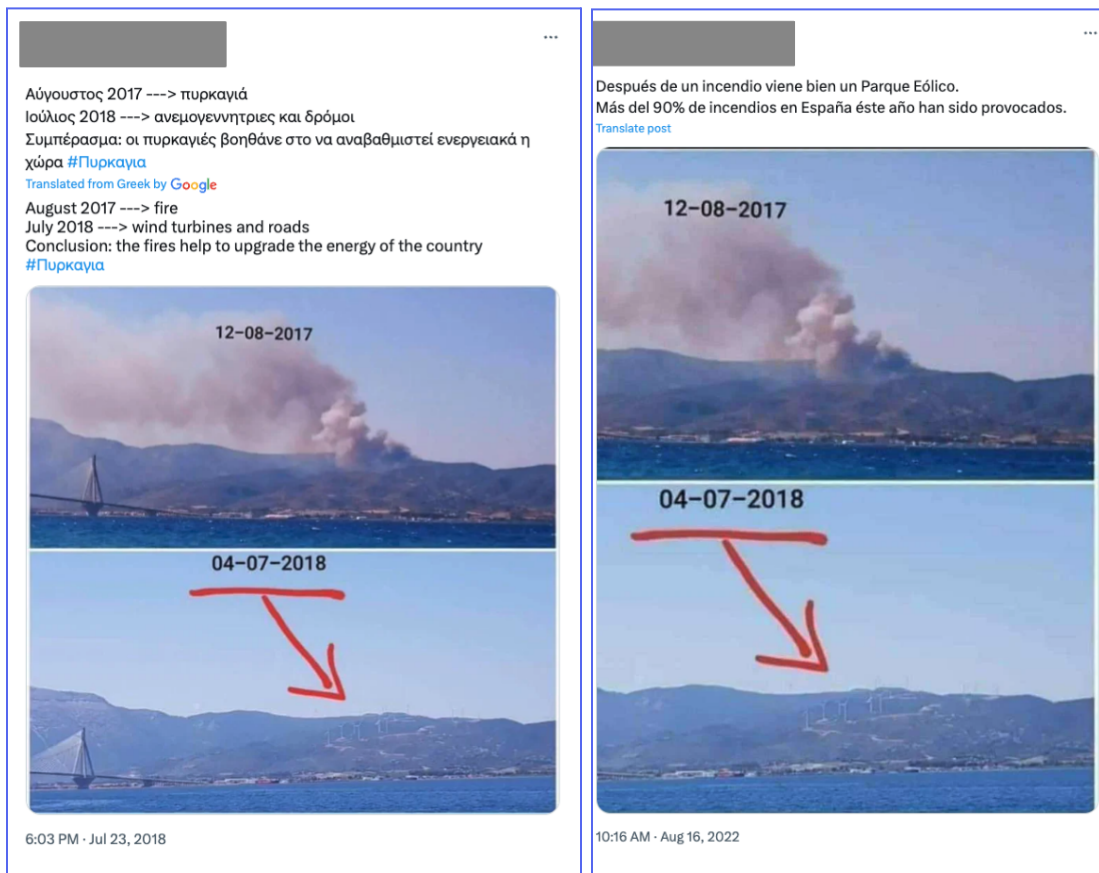 Αύγουστος 2017 ---> πυρκαγιά
Ιούλιος 2018 ---> ανεμογεννητριες και δρόμοι
Συμπέρασμα: οι πυρκαγιές βοηθάνε στο να αναβαθμιστεί ενεργειακά η
χώρα #Πυρκαγια
Translated from Greek by Google
August 2017 ---> fire
July 2018 ---> wind turbines and roads
Conclusion: the fires help to upgrade the energy of the country
#Πυρκαγια
12-08-2017
04-07-2018
6:03 PM · Jul 23, 2018
Después de un incendio viene bien un Parque Eólico.
Más del 90% de incendios en España éste año han sido provocados.
Translate post
12-08-2017
04-07-2018
10:16 AM · Aug 16, 2022